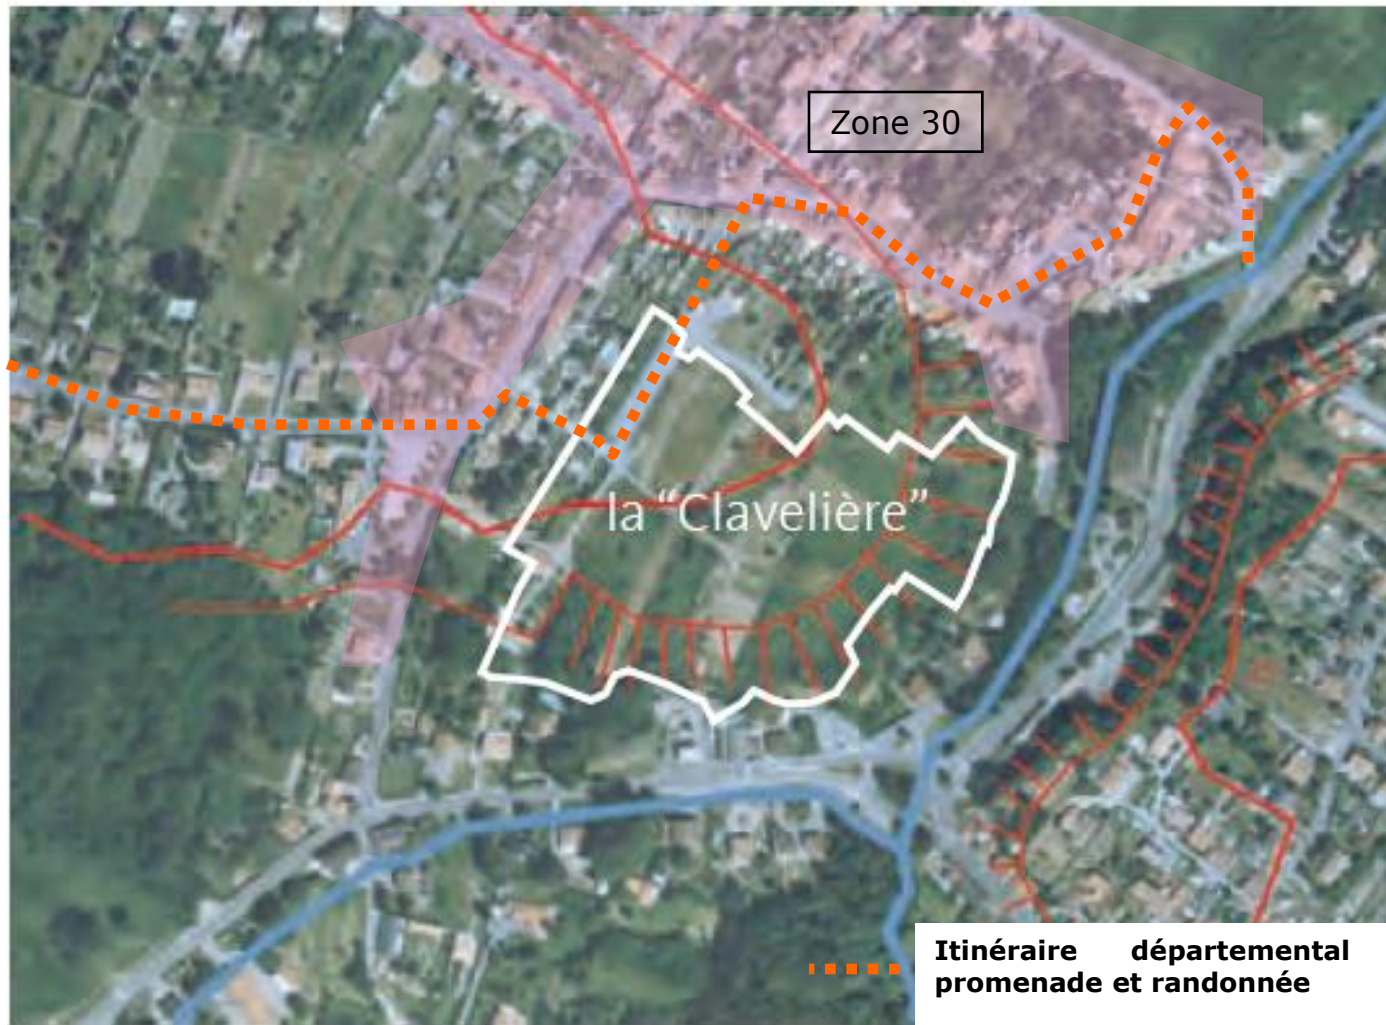 Zone 30
la “Clavelière”
Itinéraire départemental
promenade et randonnée